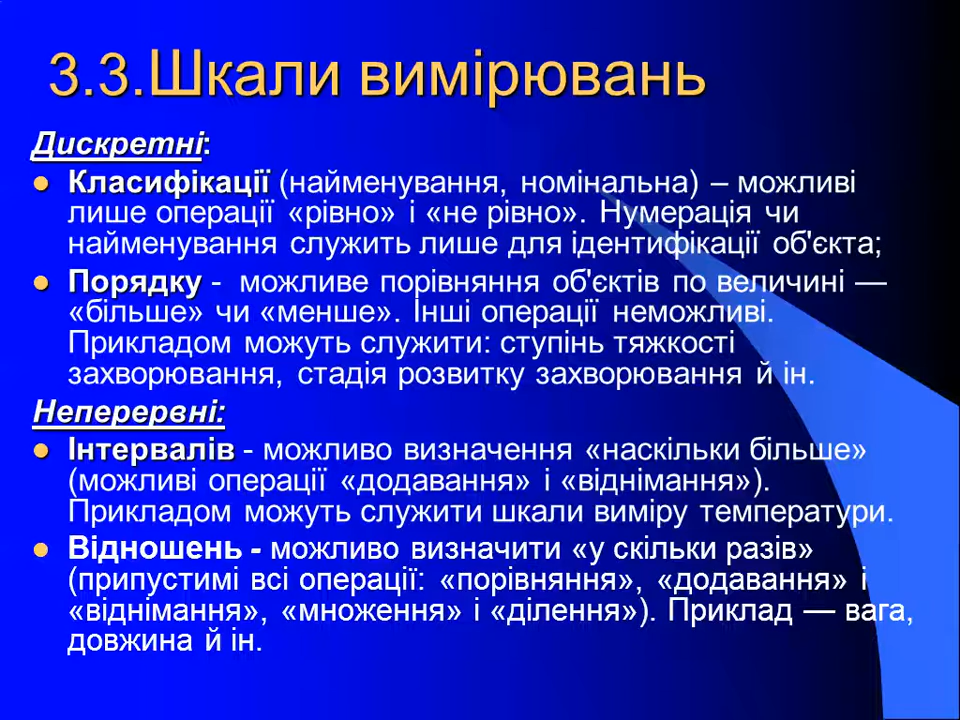 3.3.Шкали вимірювань
Дискретні:
Класифікації (найменування, номінальна) – можливі
лише операції «рівно» і «не рівно». Нумерація чи
найменування служить лише для ідентифікації об'єкта;
Порядку - можливе порівняння об'єктів по величині —
«більше» чи «менше». Інші операції неможливі.
Прикладом можуть служити: ступінь тяжкості
захворювання, стадія розвитку захворювання й ін.
Неперервні:
Інтервалів - можливо визначення «наскільки більше»
(можливі операції «додавання» і «віднімання»).
Прикладом можуть служити шкали виміру температури.
Відношень - можливо визначити «у скільки разів»
(припустимі всі операції: «порівняння», «додавання» і
«віднімання», «множення» і «ділення»). Приклад — вага,
довжина й ін.